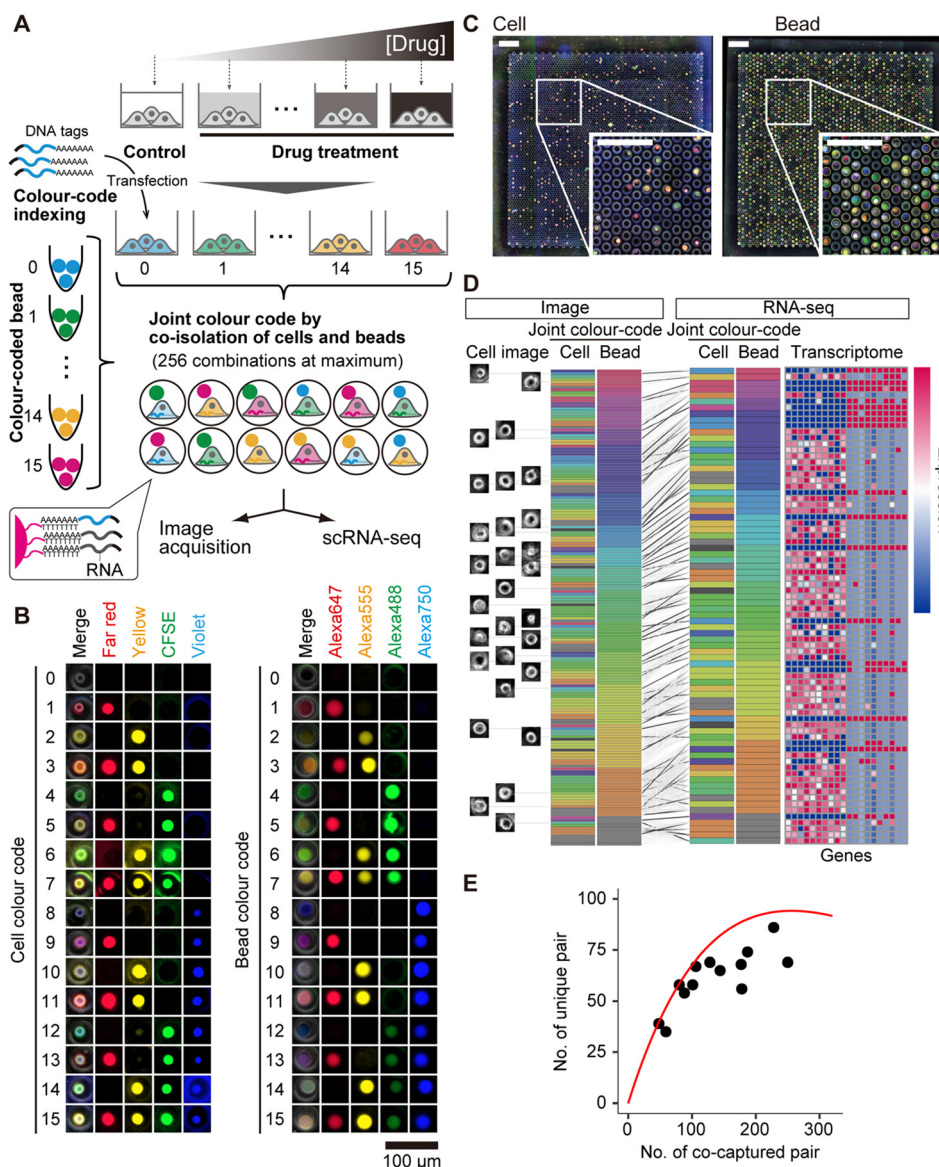 A
[Drug]
DNA tags
AAAAAAA
AAAAAAA
AAAAAAA
Control
Drug treatment
Transfection
Colour-code
indexing
0
1
14
15
Colour-coded bead
0
1
14
15
Joint colour code by
co-isolation of cells and beads
(256 combinations at maximum)
Image
acquisition
scRNA-seq
RNA
B
Merge
Far red
Yellow
CFSE
Violet
Cell colour code
0
1
2
3
4
5
6
7
8
9
10
11
12
13
14
15
Merge
Alexa647
Alexa555
Alexa488
Alexa750
Bead colour code
0
1
2
3
4
5
6
7
8
9
10
11
12
13
14
15
100 µm
C
Cell
Bead
D
Image
RNA-seq
Joint colour-code Joint colour-code
Cell image Cell Bead Cell Bead Transcriptome
Genes
E
No. of unique pair
100
75
50
25
0
0 100 200 300
No. of co-captured pair